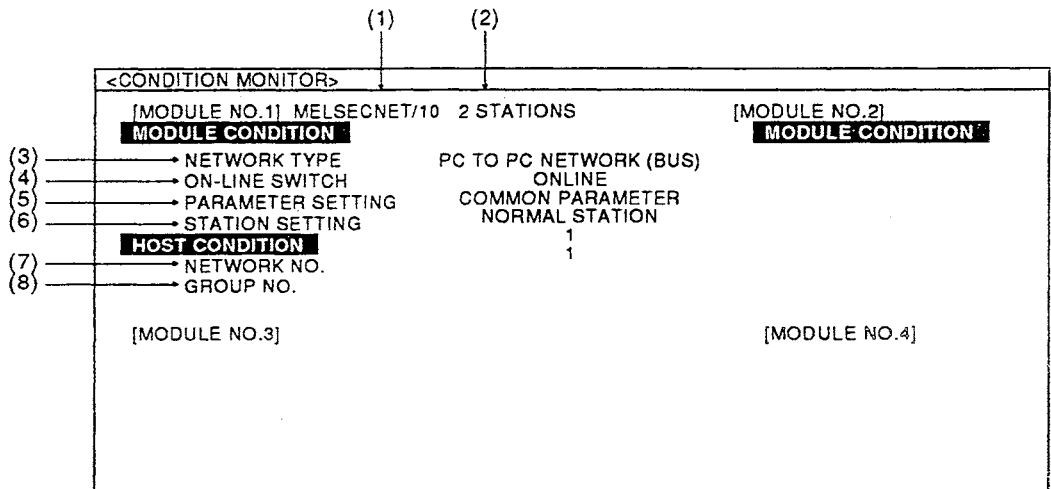 (1) (2)
<CONDITION MONITOR>
[MODULE NO.1] MELSECNET/10 2 STATIONS [MODULE NO.2]
MODULE CONDITION MODULE CONDITION
(3) NETWORK TYPE PC TO PC NETWORK (BUS)
(4) ON-LINE SWITCH ONLINE
(5) PARAMETER SETTING COMMON PARAMETER
(6) STATION SETTING NORMAL STATION
HOST CONDITION 1
(7) NETWORK NO. 1
(8) GROUP NO.
[MODULE NO.3] [MODULE NO.4]